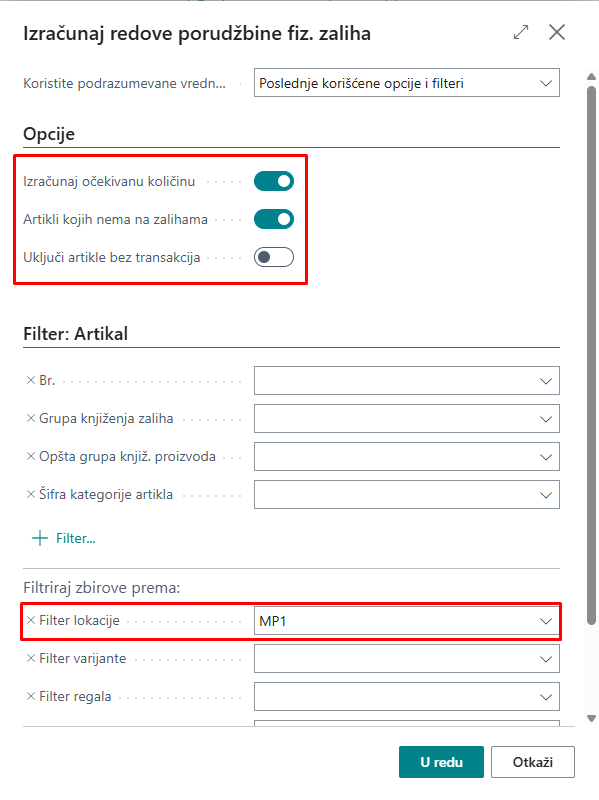 Izračunaj redove porudžbine fiz. zaliha
Koristite podrazumevane vredn...
Poslednje korišćene opcije i filteri
Opcije
Izračunaj očekivanu količinu
Artikli kojih nema na zalihama
Uključi artikle bez transakcija
Filter: Artikal
Br.
Grupa knjiženja zaliha
Opšta grupa knjiž. proizvoda
Šifra kategorije artikla
Filter...
Filtriraj zbirove prema:
Filter lokacije MP1
Filter varijante
Filter regala
U redu Otkaži